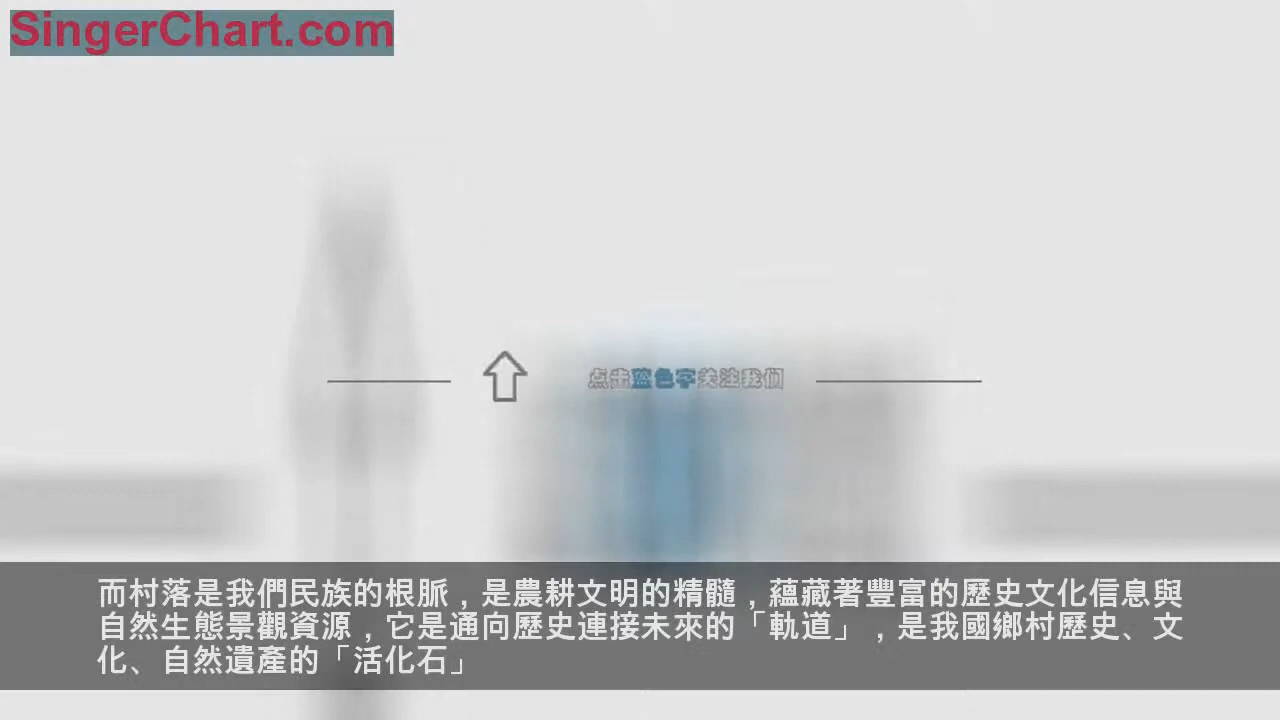 SingerChart.com
点击蓝色字关注我们
而村落是我們民族的根脈，是農耕文明的精髓，蘊藏著豐富的歷史文化信息與
自然生態景觀資源，它是通向歷史連接未來的「軌道」，是我國鄉村歷史、文
化、自然遺產的「活化石」